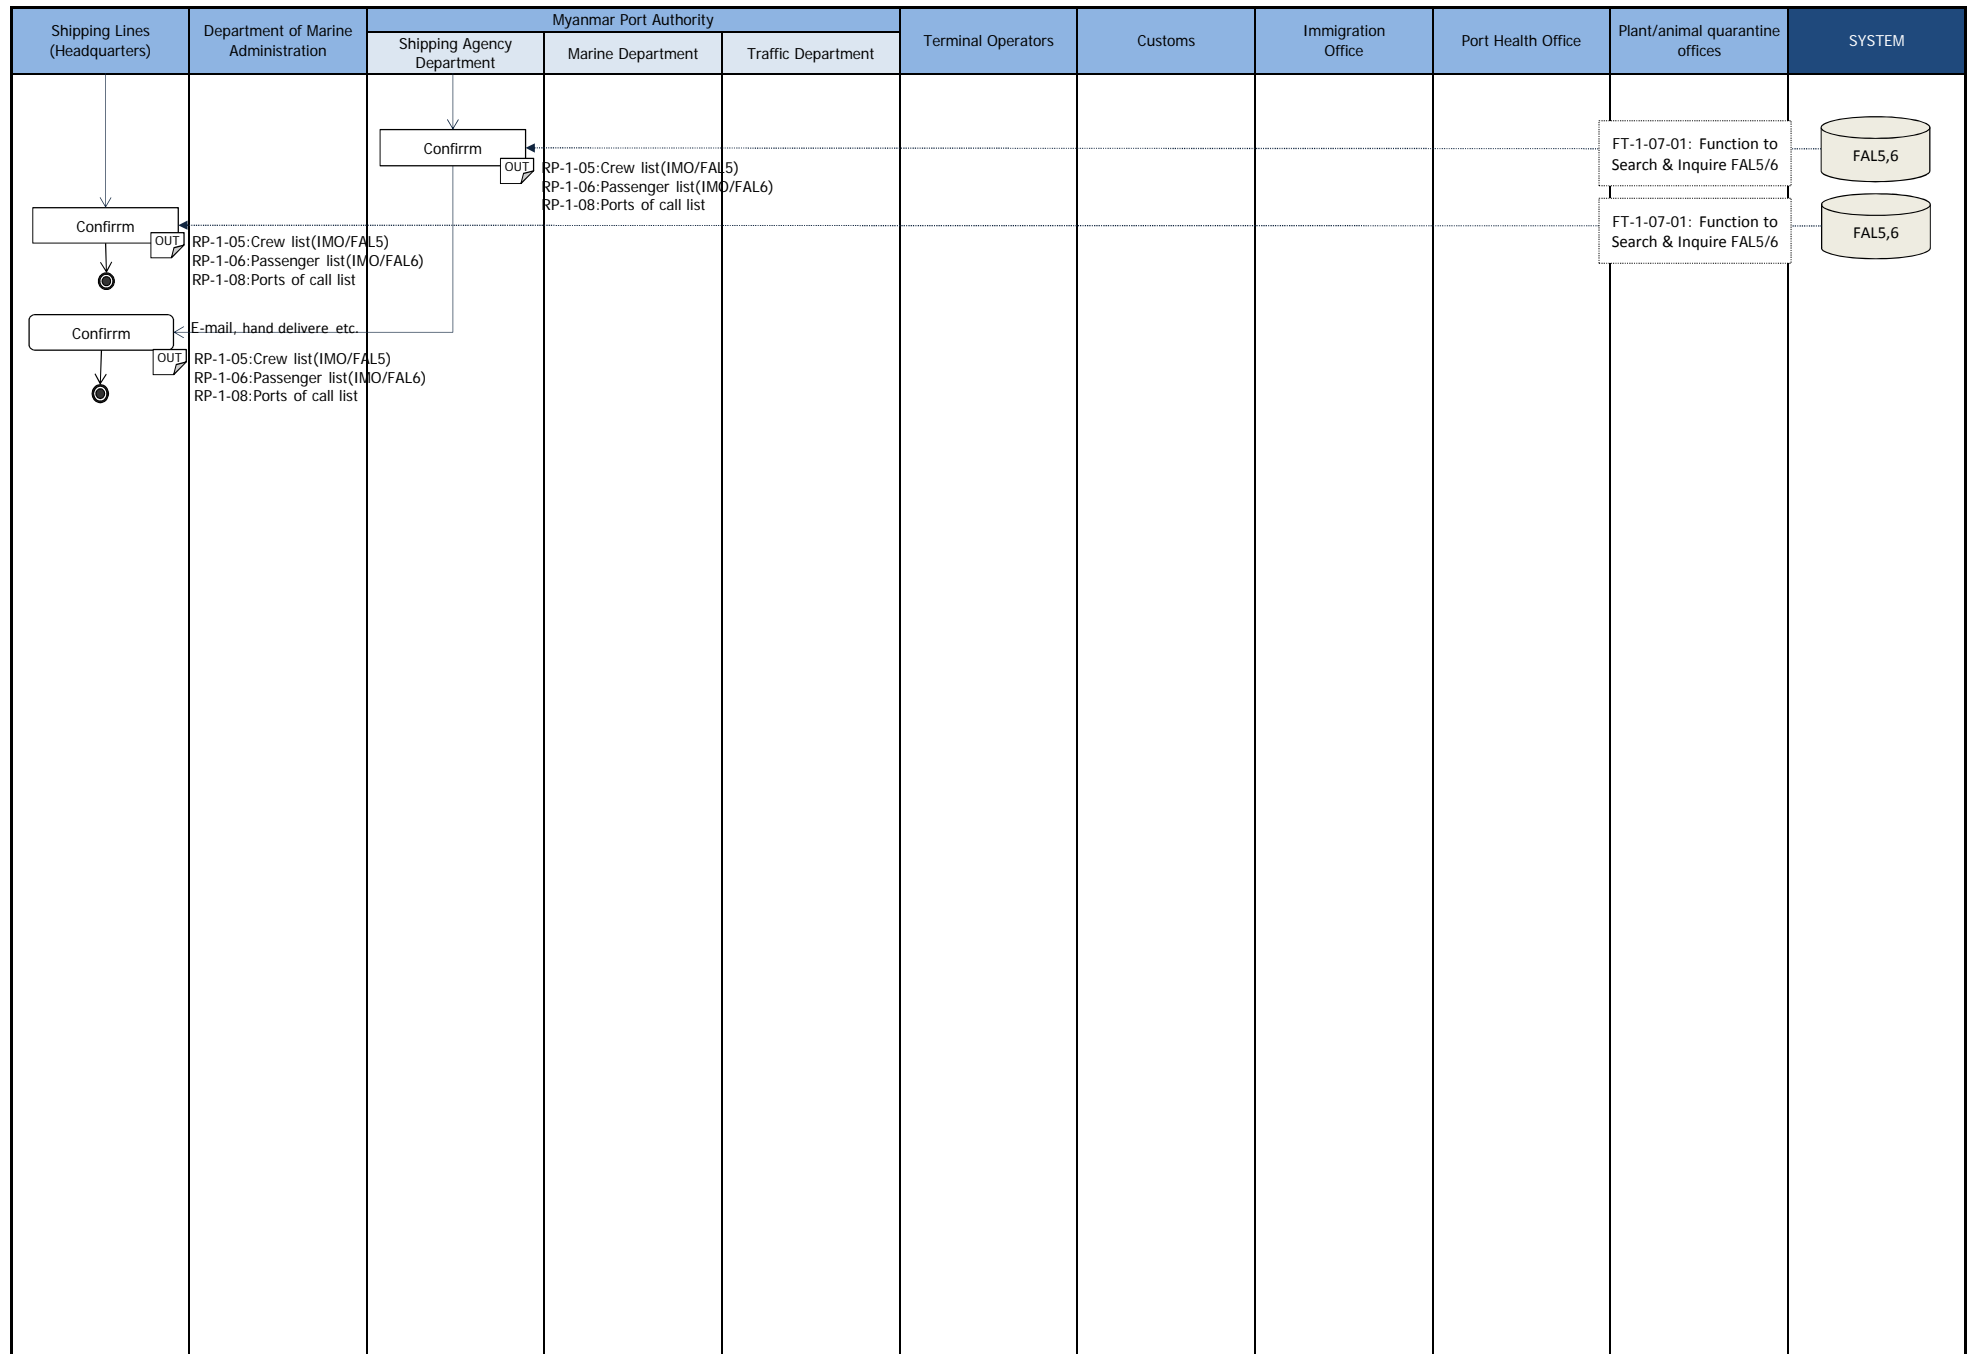 Shipping Lines
(Headquarters)
Department of Marine
Administration
Myanmar Port Authority
Shipping Agency
Department
Marine Department
Traffic Department
Terminal Operators
Customs
Immigration
Office
Port Health Office
Plant/animal quarantine
offices
SYSTEM
Confirrm
OUT
RP-1-05:Crew list(IMO/FAL5)
RP-1-06:Passenger list(IMO/FAL6)
RP-1-08:Ports of call list
FT-1-07-01: Function to
Search & Inquire FAL5/6
FAL5,6
Confirrm
OUT
RP-1-05:Crew list(IMO/FAL5)
RP-1-06:Passenger list(IMO/FAL6)
RP-1-08:Ports of call list
FT-1-07-01: Function to
Search & Inquire FAL5/6
FAL5,6
Confirrm
E-mail, hand delivere etc.
OUT
RP-1-05:Crew list(IMO/FAL5)
RP-1-06:Passenger list(IMO/FAL6)
RP-1-08:Ports of call list